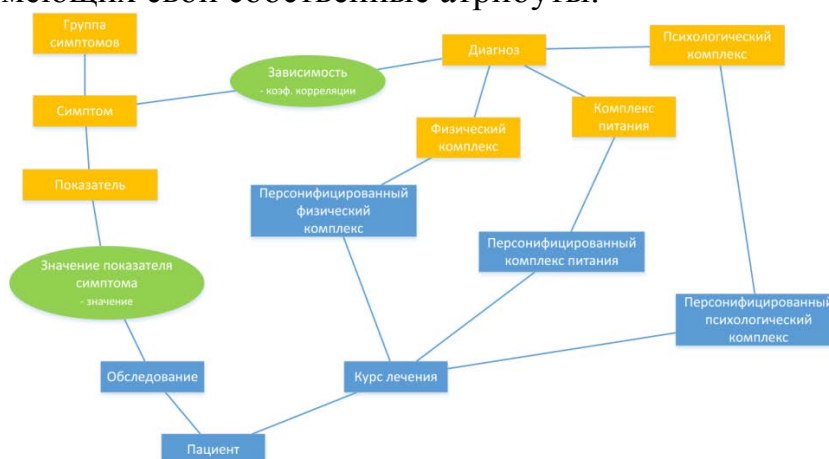 меющих свои собственные атрибуты.
Группа
симптомов
Зависимость
- коэф. корреляции
Диагноз
Психологический
комплекс
Симптом
Физический
комплекс
Комплекс
питания
Показатель
Персонифицированный
физический
комплекс
Персонифицированный
комплекс питания
Значение показателя
симптома
- значение
Персонифицированный
психологический
комплекс
Обследование
Курс лечения
Пациент